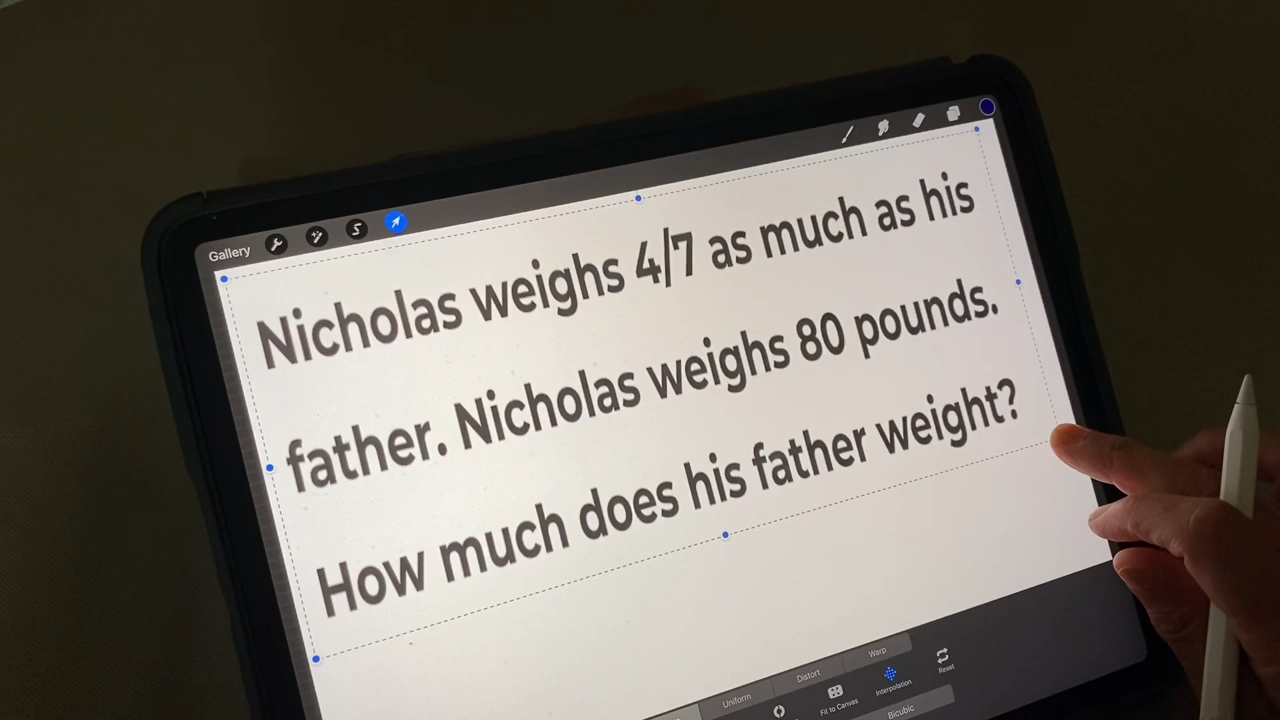 Gallery
Nicholas weighs 4/7 as much as his
father. Nicholas weighs 80 pounds.
How much does his father weight?
Uniform
Distort
Warp
Fit to Canvas
Interpolation
Reset
Bicubic